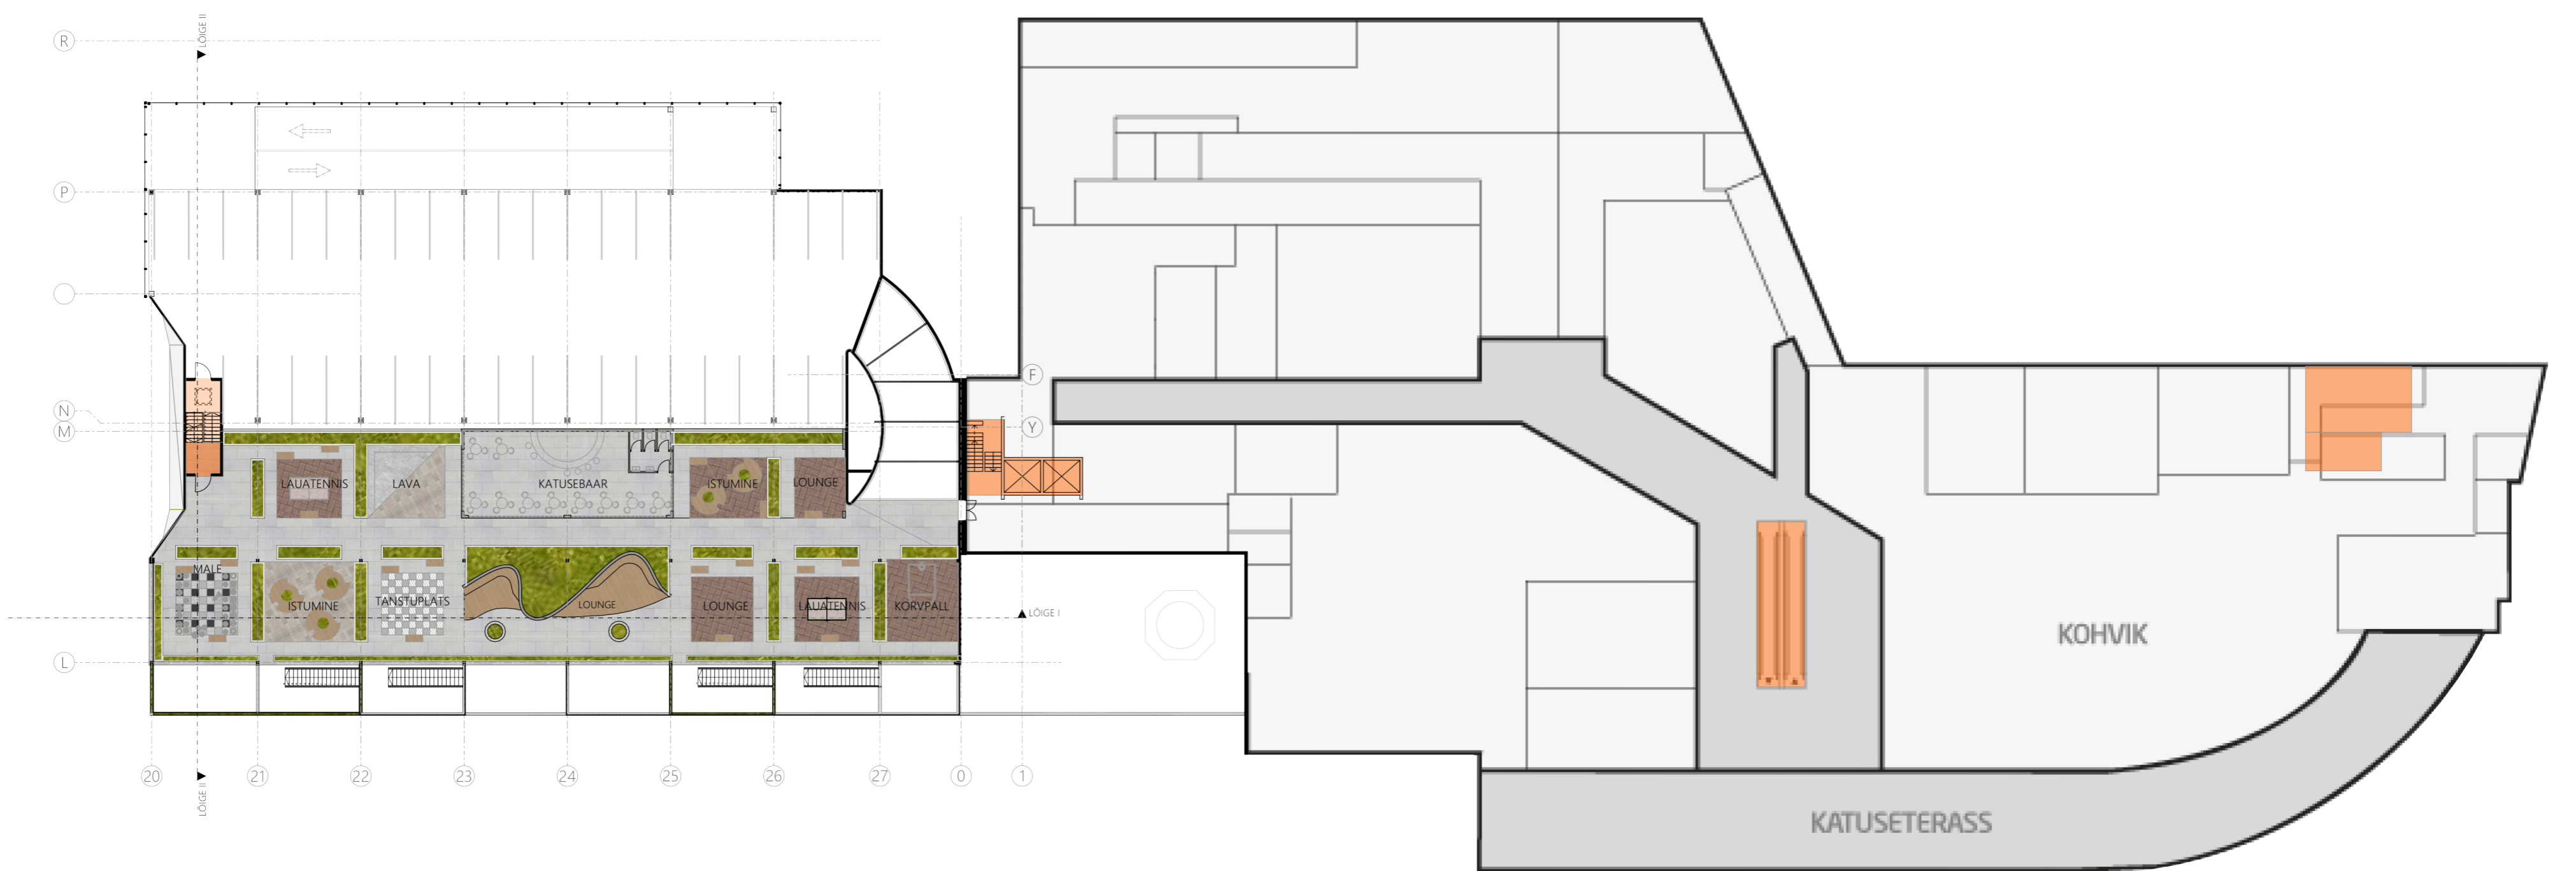 LÕIGE II
R
P
N
M
F
Y
LAUATENNIS
LAVA
KATUSEBAAR
ISTUMINE
LOUNGE
MALE
ISTUMINE
TANSTUPLATS
LOUNGE
LOUNGE
LAUATENNIS
KORVPALL
LÕIGE I
KOHVIK
L
20
21
22
23
24
25
26
27
0
1
LÕIGE II
KATUSETERASS